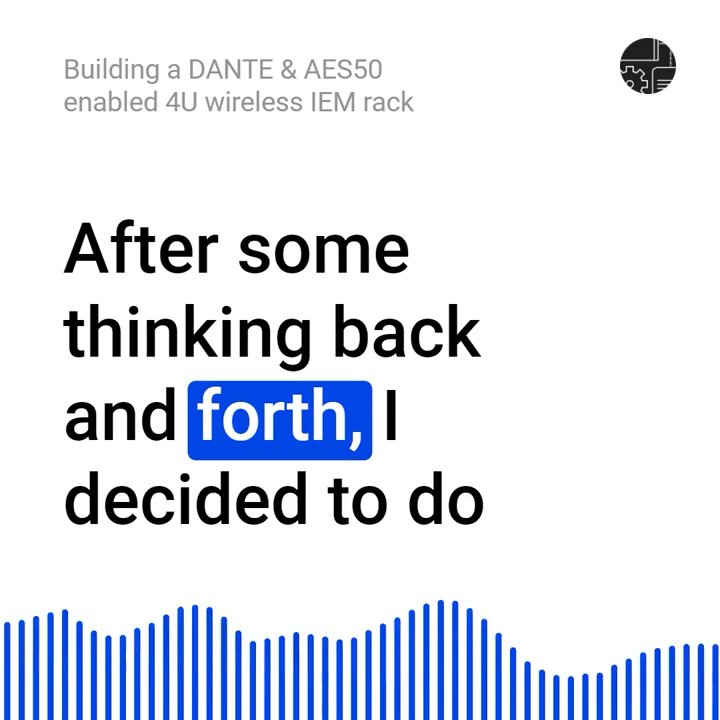 Building a DANTE & AES50
enabled 4U wireless IEM rack
After some
thinking back
and forth, I
decided to do